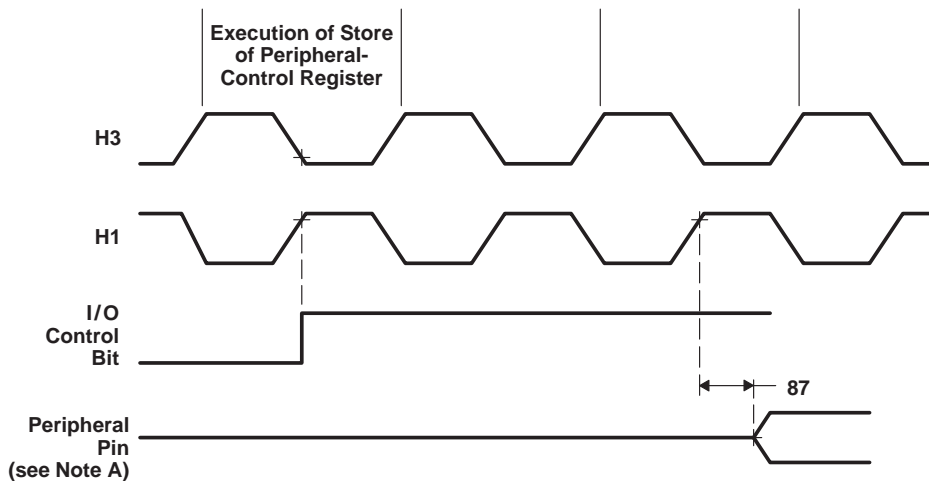 Execution of Store
of Peripheral-
Control Register
H3
H1
I/O
Control
Bit
87
Peripheral
Pin
(see Note A)